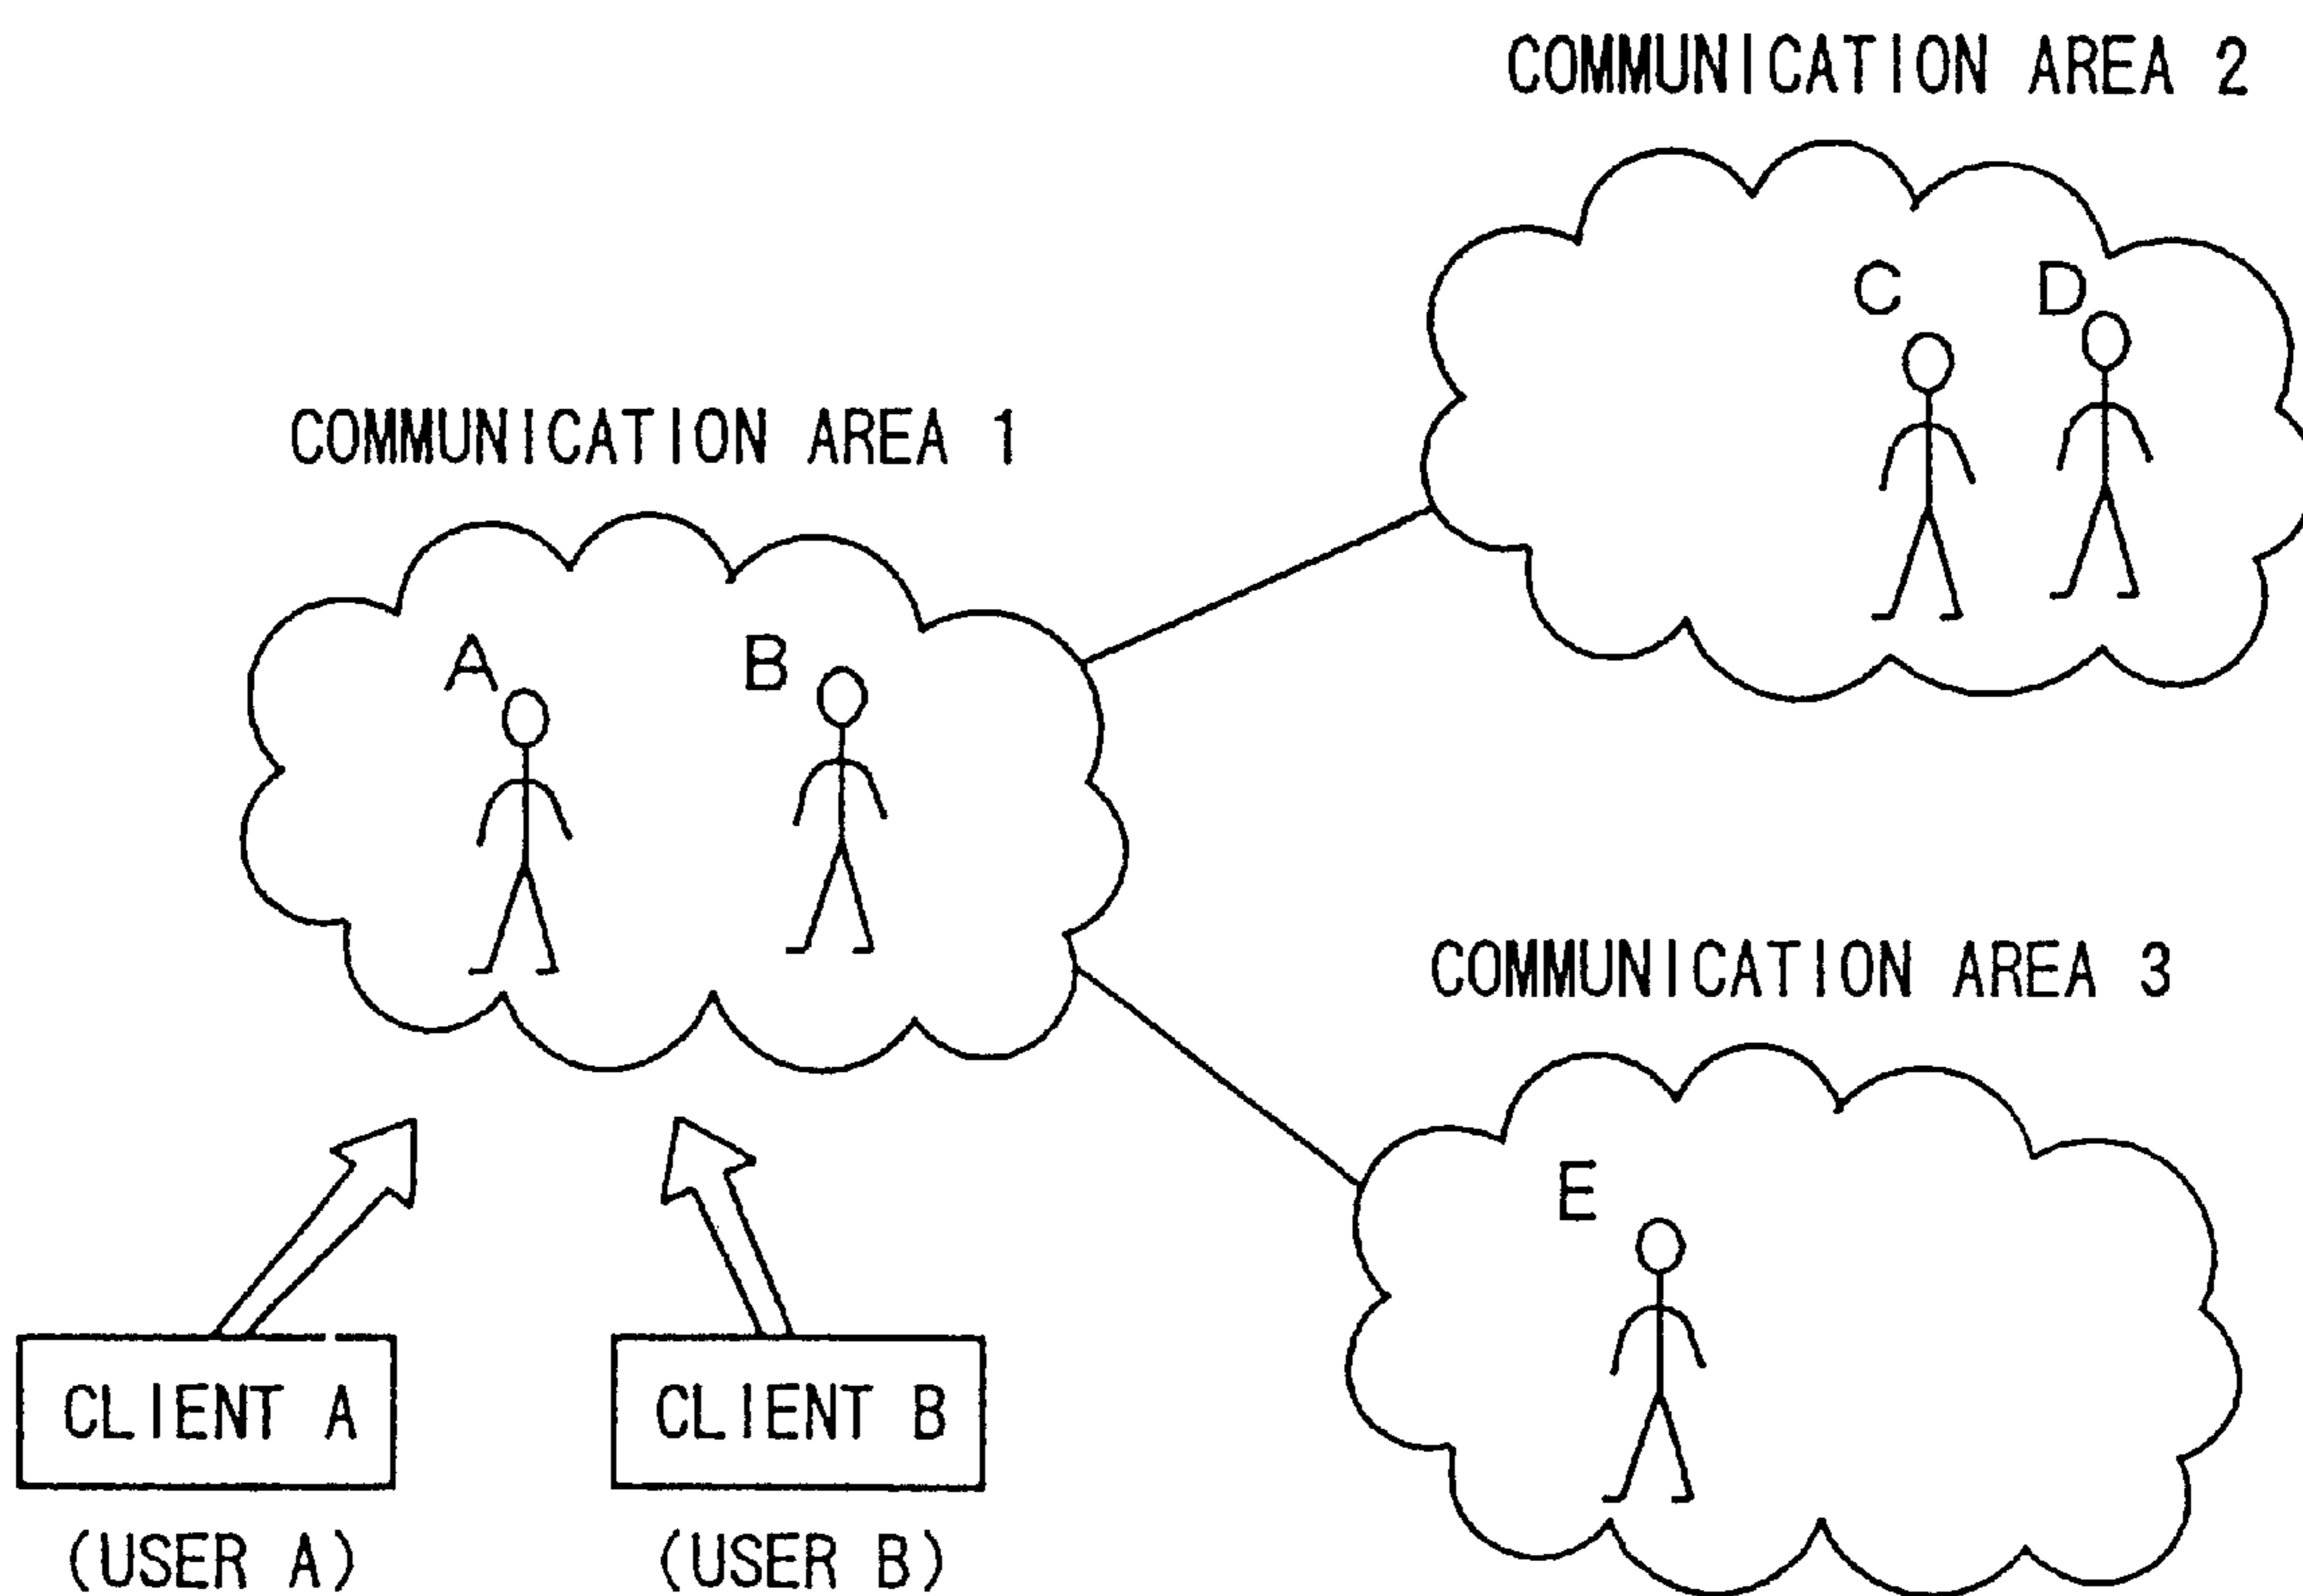 COMMUNICATION AREA 2
C D
COMMUNICATION AREA 1
A B
COMMUNICATION AREA 3
E
CLIENT A CLIENT B
(USER A) (USER B)